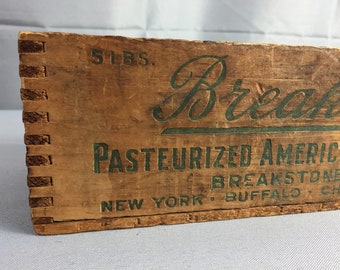 5 LBS.
Break
PASTEURIZED AMERIC
BREAKSTONE
NEW YORK · BUFFALO · CH